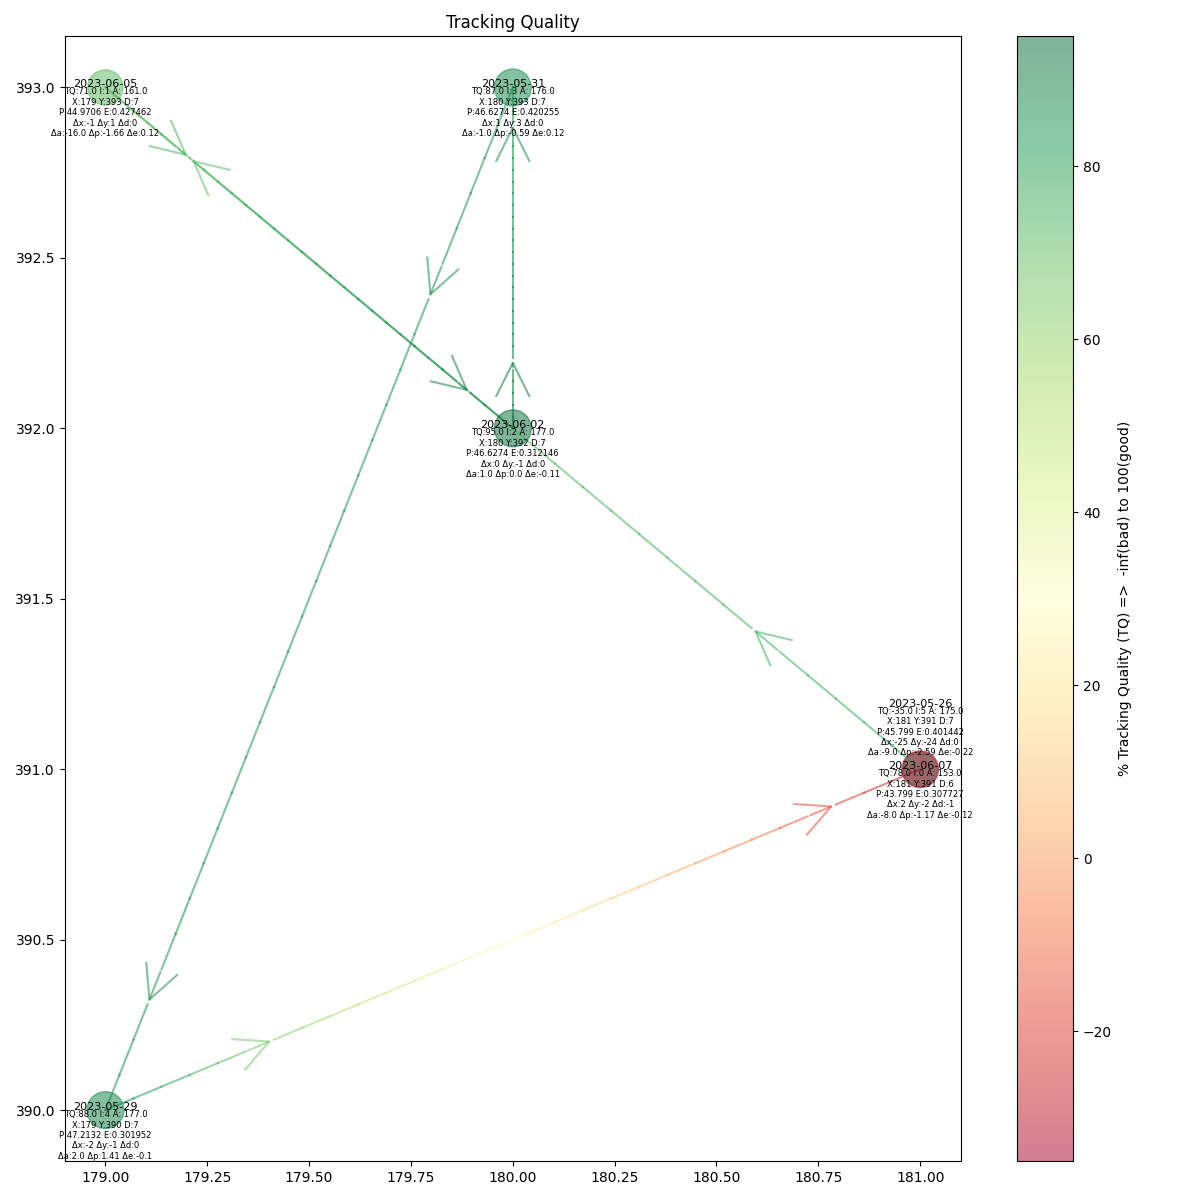 Tracking Quality
393.0
392.5
392.0
391.5
391.0
390.5
390.0
2023-06-05
TQ:71.0 I:1 A: 161.0
X:179 Y:393 D:7
P:44.9706 E:0.427462
Δx:-1 Δy:1 Δd:0
Δa:-16.0 Δp:-1.66 Δe:0.12
2023-05-31
TQ:87.0 I:3 A: 176.0
X:180 Y:393 D:7
P:46.6274 E:0.420255
Δx:1 Δy:3 Δd:0
Δa:-1.0 Δp:-0.59 Δe:0.12
2023-06-02
TQ:95.0 I:2 A: 177.0
X:180 Y:392 D:7
P:46.6274 E:0.312146
Δx:0 Δy:-1 Δd:0
Δa:1.0 Δp:0.0 Δe:-0.11
2023-05-26
TQ:-35.0 I:5 A: 175.0
X:181 Y:391 D:7
P:45.799 E:0.401442
Δx:-25 Δy:-24 Δd:0
Δa:-9.0 Δp:-2.59 Δe:-0.22
2023-06-07
TQ:78.0 I:0 A: 153.0
X:181 Y:391 D:6
P:43.799 E:0.307727
Δx:2 Δy:-2 Δd:-1
Δa:-8.0 Δp:-1.17 Δe:-0.12
2023-05-29
TQ:88.0 I:4 A: 177.0
X:179 Y:390 D:7
P:47.2132 E:0.301952
Δx:-2 Δy:-1 Δd:0
Δa:2.0 Δp:1.41 Δe:-0.1
179.00 179.25 179.50 179.75 180.00 180.25 180.50 180.75 181.00
80
60
40
20
0
−20
% Tracking Quality (TQ) => -inf(bad) to 100(good)